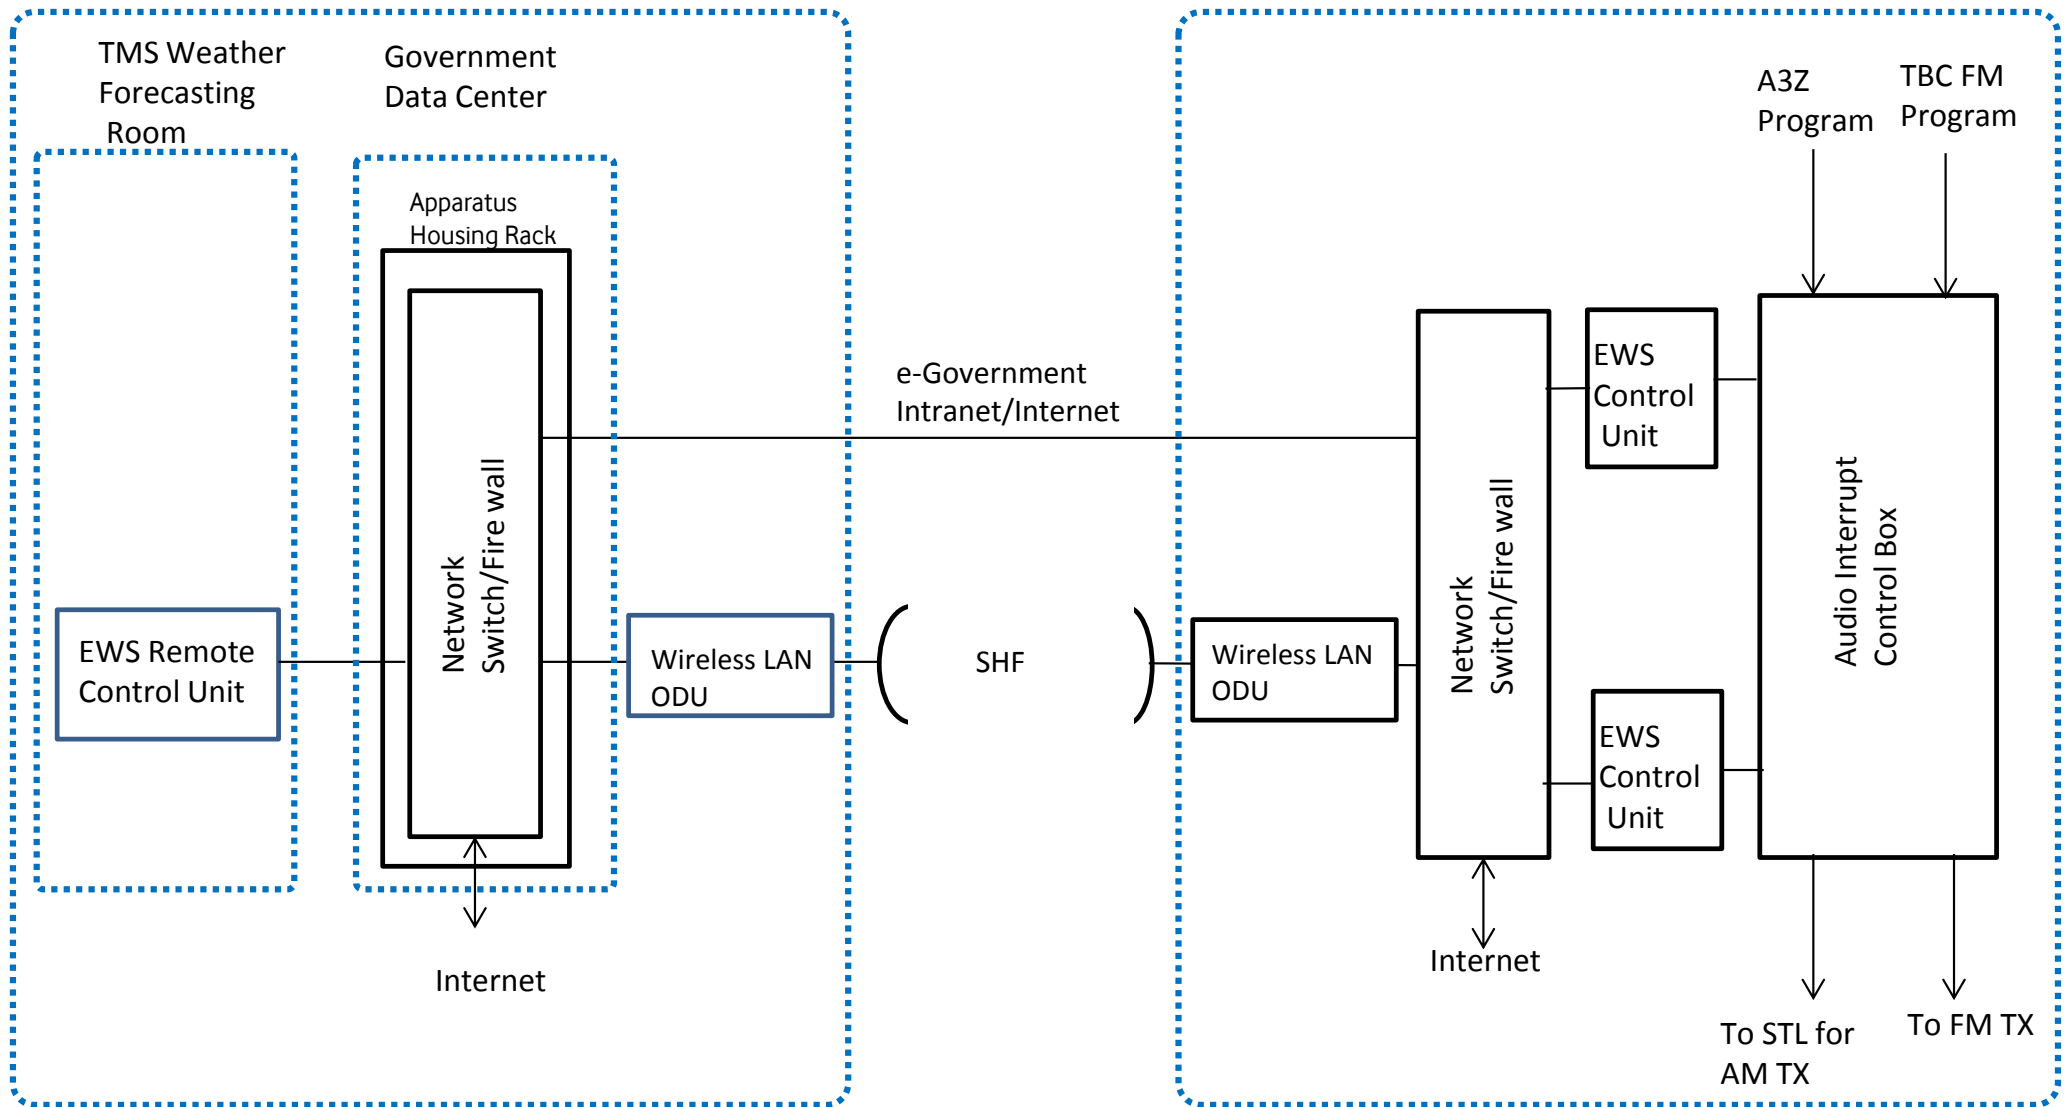 TMS Weather
Forecasting
Room
Government
Data Center
Apparatus
Housing Rack
Network
Switch/Fire wall
EWS Remote
Control Unit
Internet
Wireless LAN
ODU
e-Government
Intranet/Internet
SHF
Wireless LAN
ODU
Network
Switch/Fire wall
Internet
EWS
Control
Unit
EWS
Control
Unit
A3Z
Program
TBC FM
Program
Audio Interrupt
Control Box
To STL for
AM TX
To FM TX